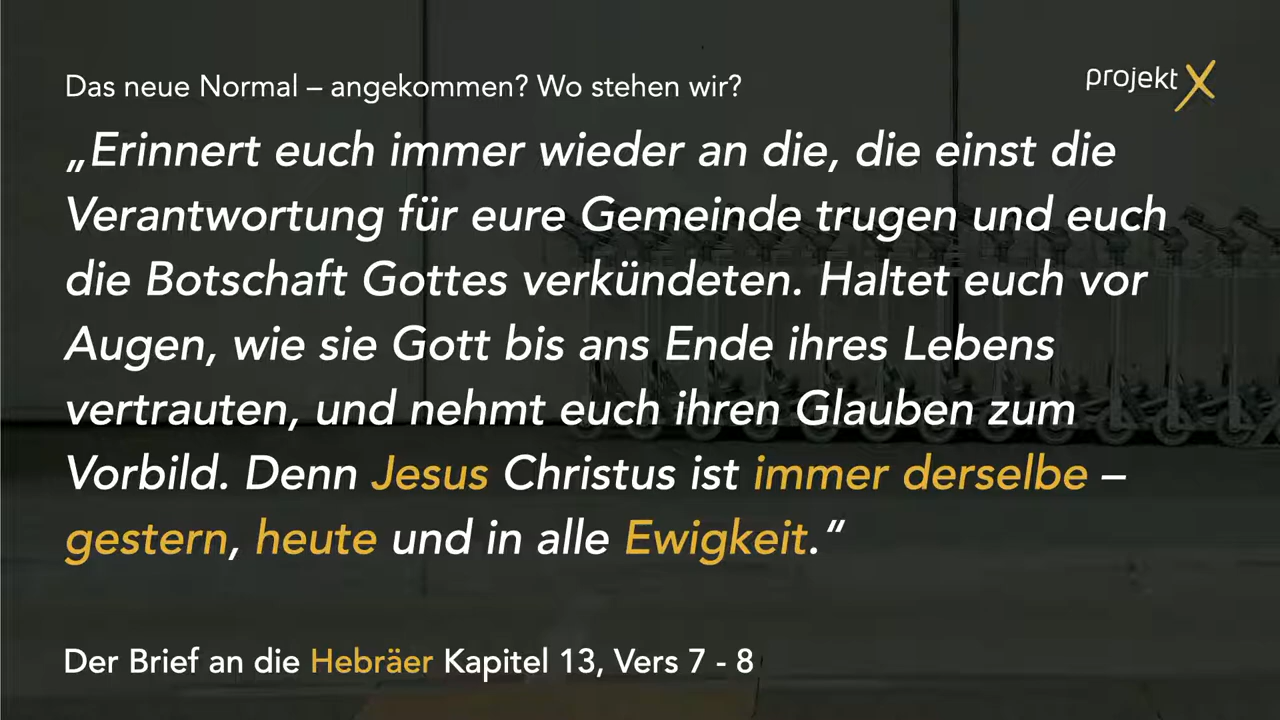 Das neue Normal – angekommen? Wo stehen wir?
projekt X
„Erinnert euch immer wieder an die, die einst die
Verantwortung für eure Gemeinde trugen und euch
die Botschaft Gottes verkündeten. Haltet euch vor
Augen, wie sie Gott bis ans Ende ihres Lebens
vertrauten, und nehmt euch ihren Glauben zum
Vorbild. Denn Jesus Christus ist immer derselbe –
gestern, heute und in alle Ewigkeit.“
Der Brief an die Hebräer Kapitel 13, Vers 7 - 8